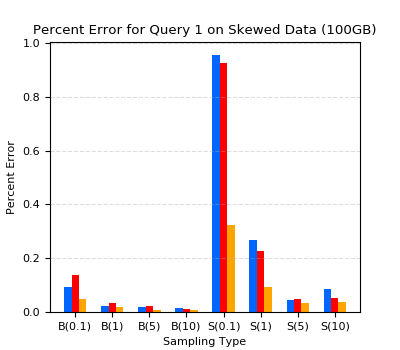 Percent Error for Query 1 on Skewed Data (100GB)
1.0
0.8
0.6
0.4
0.2
0.0
Percent Error
B(0.1) B(1) B(5) B(10) S(0.1) S(1) S(5) S(10)
Sampling Type